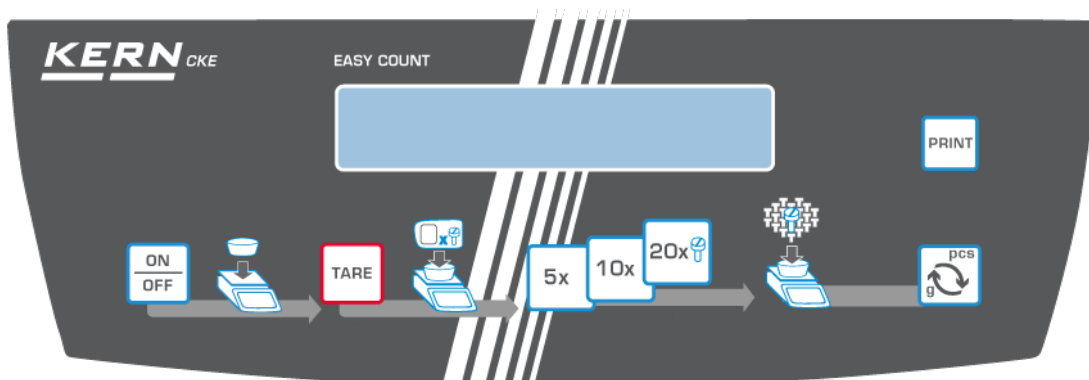 KERN CKE
EASY COUNT
PRINT
ON
OFF
TARE
x
5x
10x
20x
pcs
g